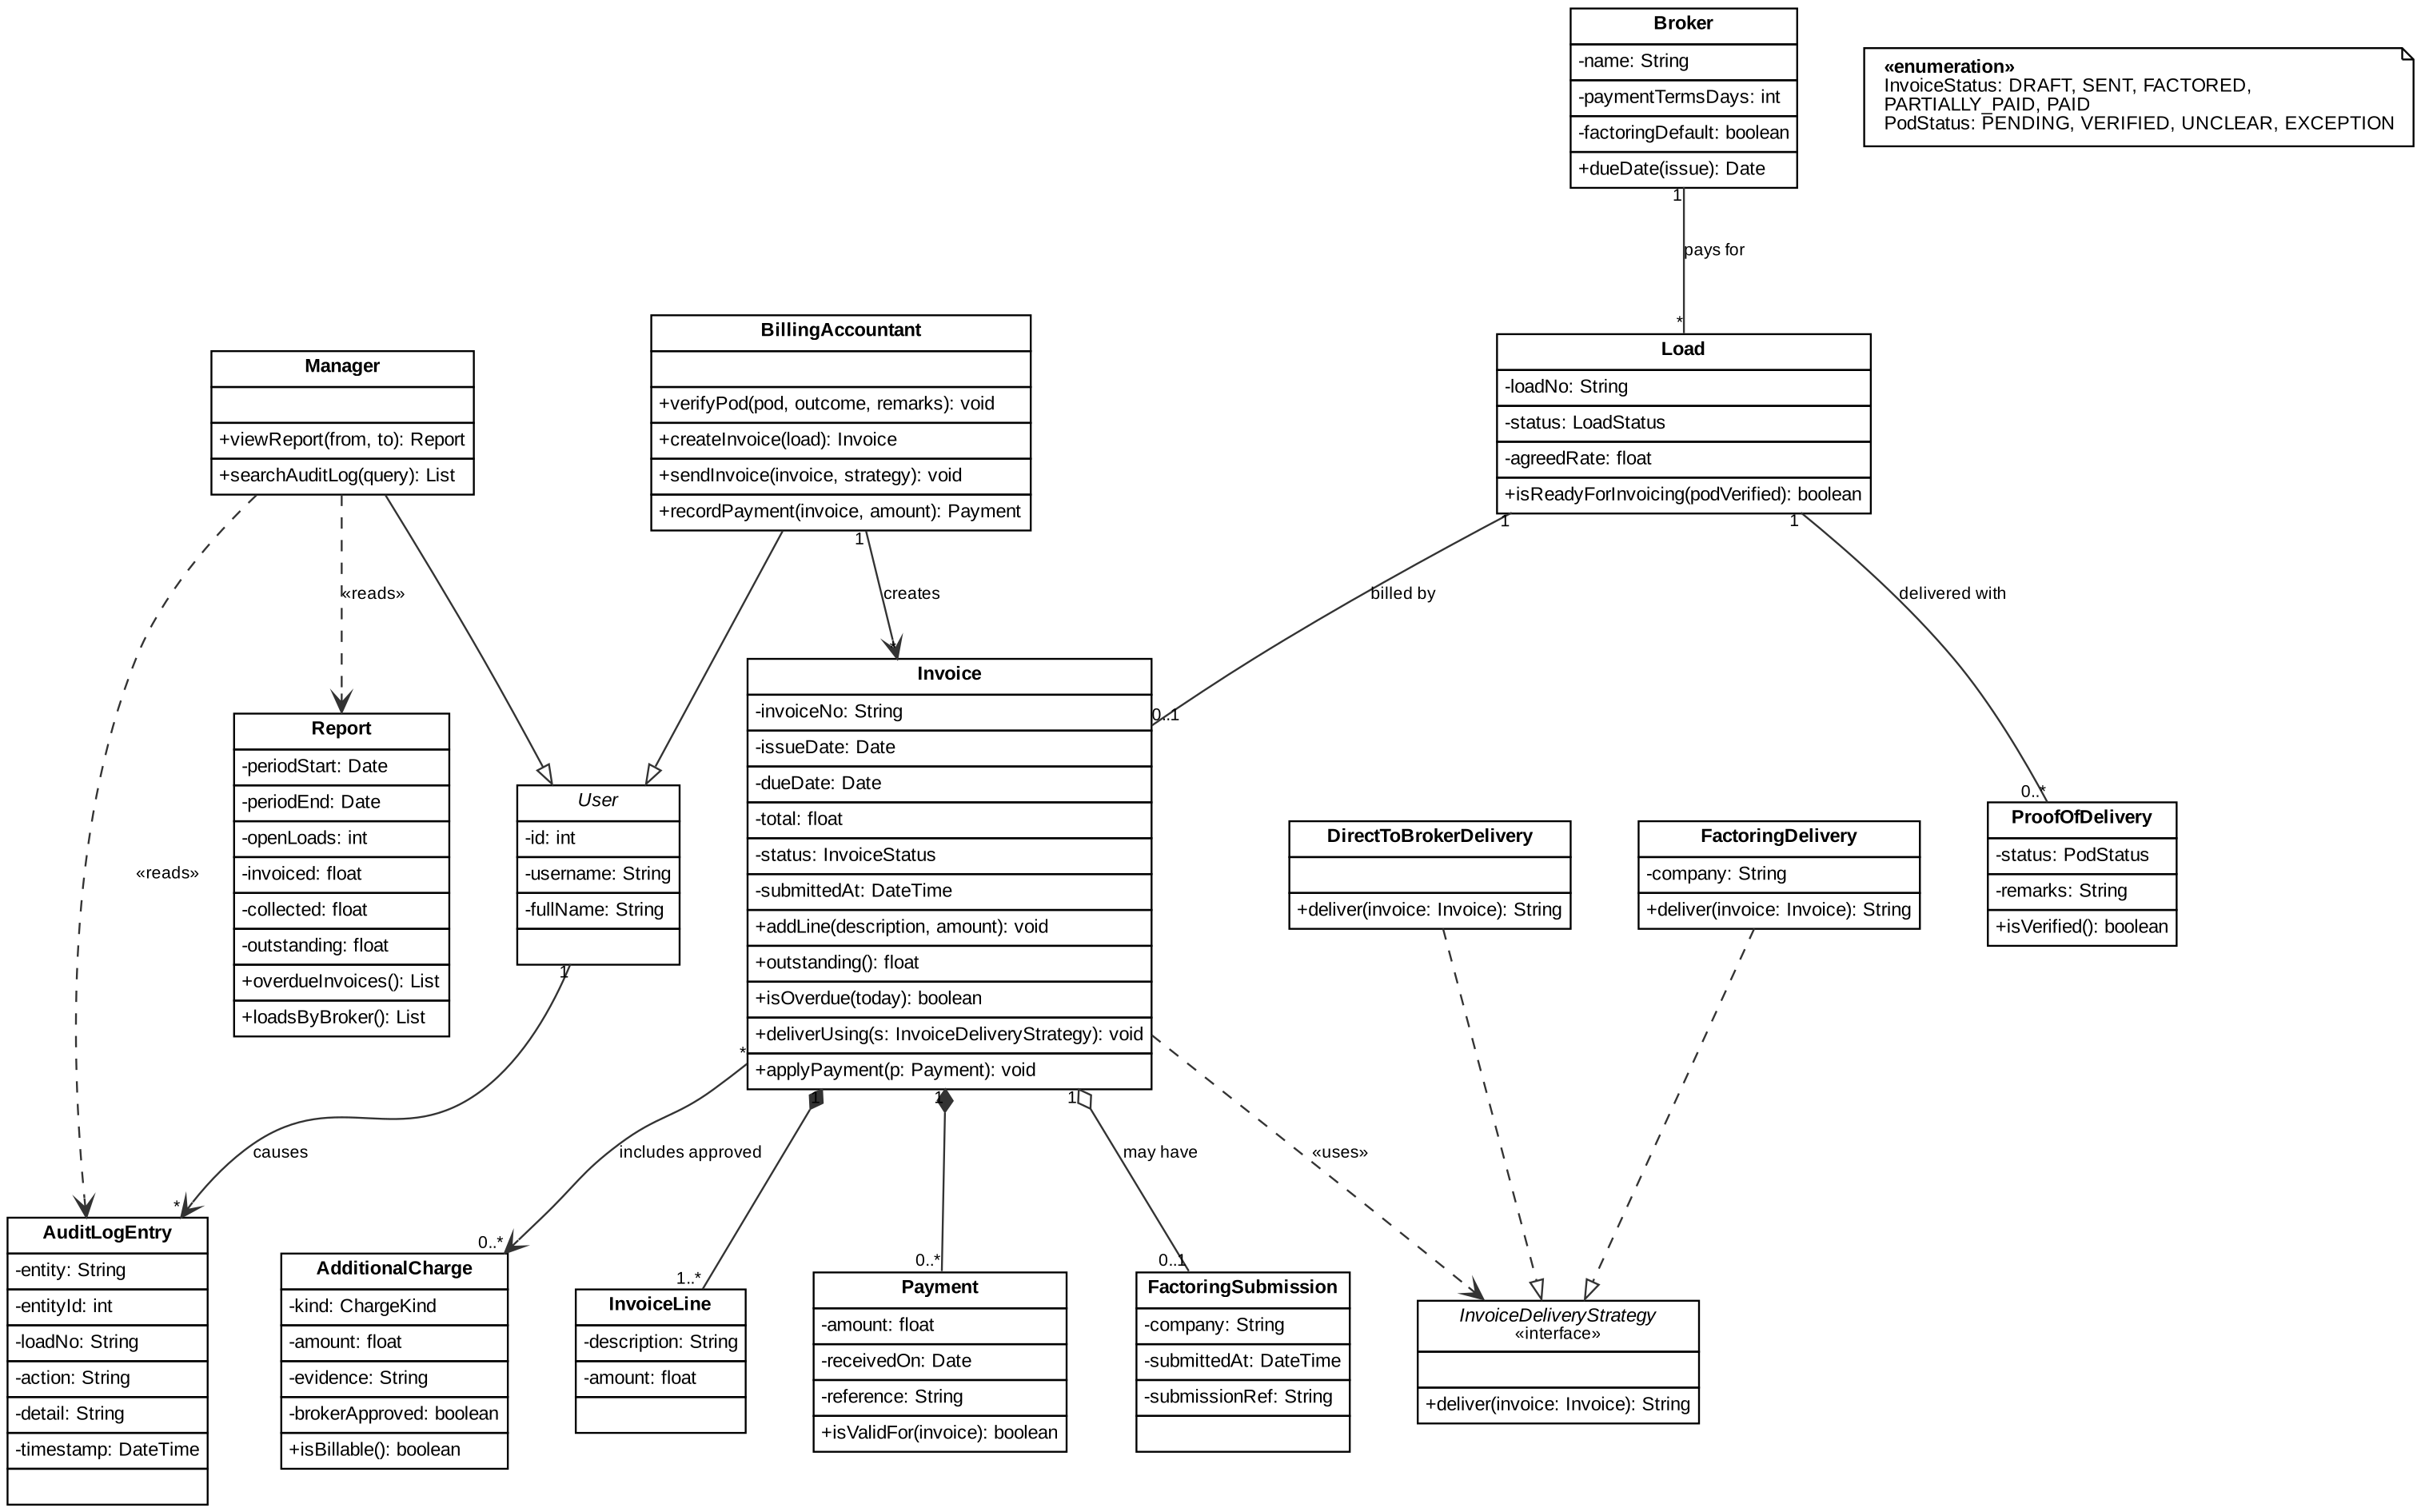 Broker
-name: String
-paymentTermsDays: int
-factoringDefault: boolean
+dueDate(issue): Date
«enumeration»
InvoiceStatus: DRAFT, SENT, FACTORED,
PARTIALLY_PAID, PAID
PodStatus: PENDING, VERIFIED, UNCLEAR, EXCEPTION
1
pays for
*
Manager
+viewReport(from, to): Report
+searchAuditLog(query): List
BillingAccountant
+verifyPod(pod, outcome, remarks): void
+createInvoice(load): Invoice
+sendInvoice(invoice, strategy): void
+recordPayment(invoice, amount): Payment
Load
-loadNo: String
-status: LoadStatus
-agreedRate: float
+isReadyForInvoicing(podVerified): boolean
1
1
1
«reads»
creates
billed by
delivered with
*
0..1
0..*
Report
-periodStart: Date
-periodEnd: Date
-openLoads: int
-invoiced: float
-collected: float
-outstanding: float
+overdueInvoices(): List
+loadsByBroker(): List
User
-id: int
-username: String
-fullName: String
Invoice
-invoiceNo: String
-issueDate: Date
-dueDate: Date
-total: float
-status: InvoiceStatus
-submittedAt: DateTime
+addLine(description, amount): void
+outstanding(): float
+isOverdue(today): boolean
+deliverUsing(s: InvoiceDeliveryStrategy): void
+applyPayment(p: Payment): void
DirectToBrokerDelivery
+deliver(invoice: Invoice): String
FactoringDelivery
-company: String
+deliver(invoice: Invoice): String
ProofOfDelivery
-status: PodStatus
-remarks: String
+isVerified(): boolean
«reads»
1
*
1
1
1
causes
includes approved
may have
«uses»
*
0..*
1..*
0..*
0..1
AuditLogEntry
-entity: String
-entityId: int
-loadNo: String
-action: String
-detail: String
-timestamp: DateTime
AdditionalCharge
-kind: ChargeKind
-amount: float
-evidence: String
-brokerApproved: boolean
+isBillable(): boolean
InvoiceLine
-description: String
-amount: float
Payment
-amount: float
-receivedOn: Date
-reference: String
+isValidFor(invoice): boolean
FactoringSubmission
-company: String
-submittedAt: DateTime
-submissionRef: String
InvoiceDeliveryStrategy
«interface»
+deliver(invoice: Invoice): String